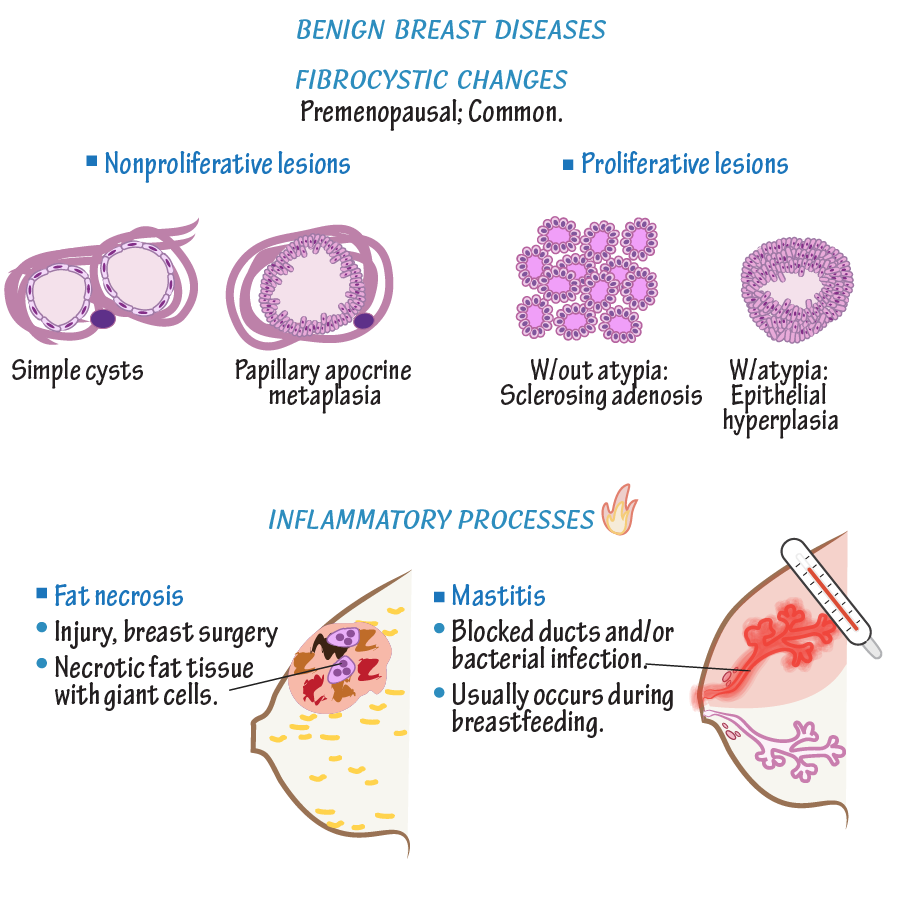 BENIGN BREAST DISEASES
FIBROCYSTIC CHANGES
Premenopausal; Common.
Nonproliferative lesions
Proliferative lesions
Simple cysts
Papillary apocrine
metaplasia
W/out atypia:
Sclerosing adenosis
W/atypia:
Epithelial
hyperplasia
INFLAMMATORY PROCESSES
Fat necrosis
Injury, breast surgery
Necrotic fat tissue
with giant cells.
Mastitis
Blocked ducts and/or
bacterial infection.
Usually occurs during
breastfeeding.